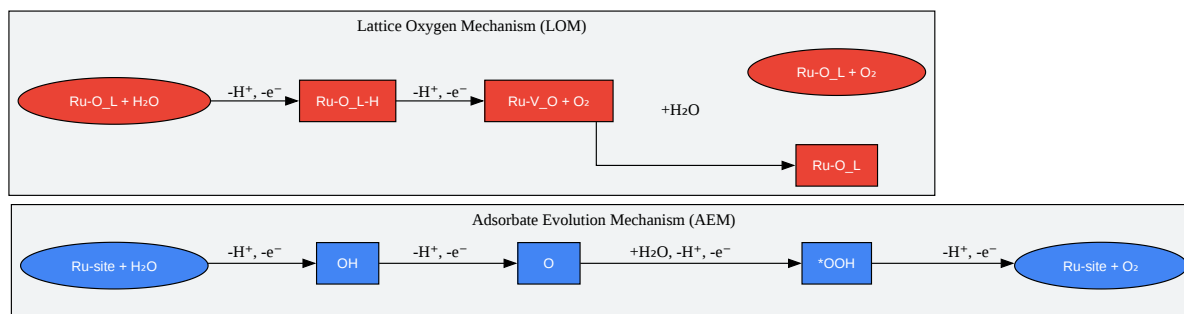 Lattice Oxygen Mechanism (LOM)
Ru-O_L + H₂O
-H⁺, -e⁻
Ru-O_L-H
-H⁺, -e⁻
Ru-V_O + O₂
+H₂O
Ru-O_L + O₂
Ru-O_L
Adsorbate Evolution Mechanism (AEM)
Ru-site + H₂O
-H⁺, -e⁻
OH
-H⁺, -e⁻
O
+H₂O, -H⁺, -e⁻
*OOH
-H⁺, -e⁻
Ru-site + O₂